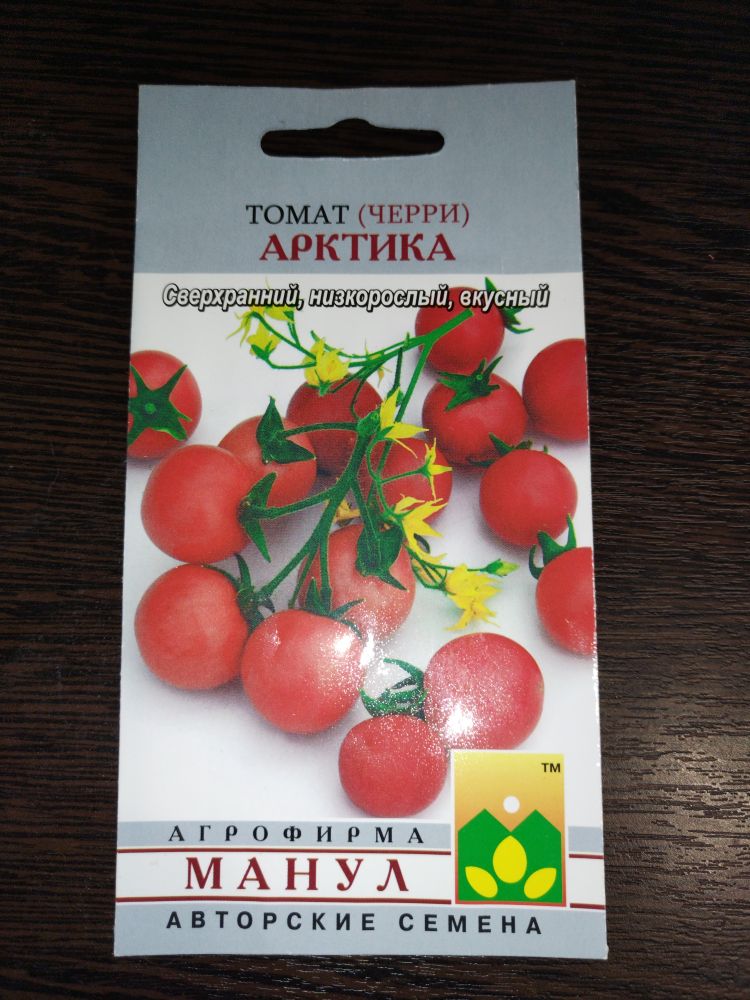 ТОМАТ (ЧЕРРИ)
АРКТИКА
Сверхранний, низкорослый, вкусный
TM
АГРОФИРМА
МАНУЛ
АВТОРСКИЕ СЕМЕНА